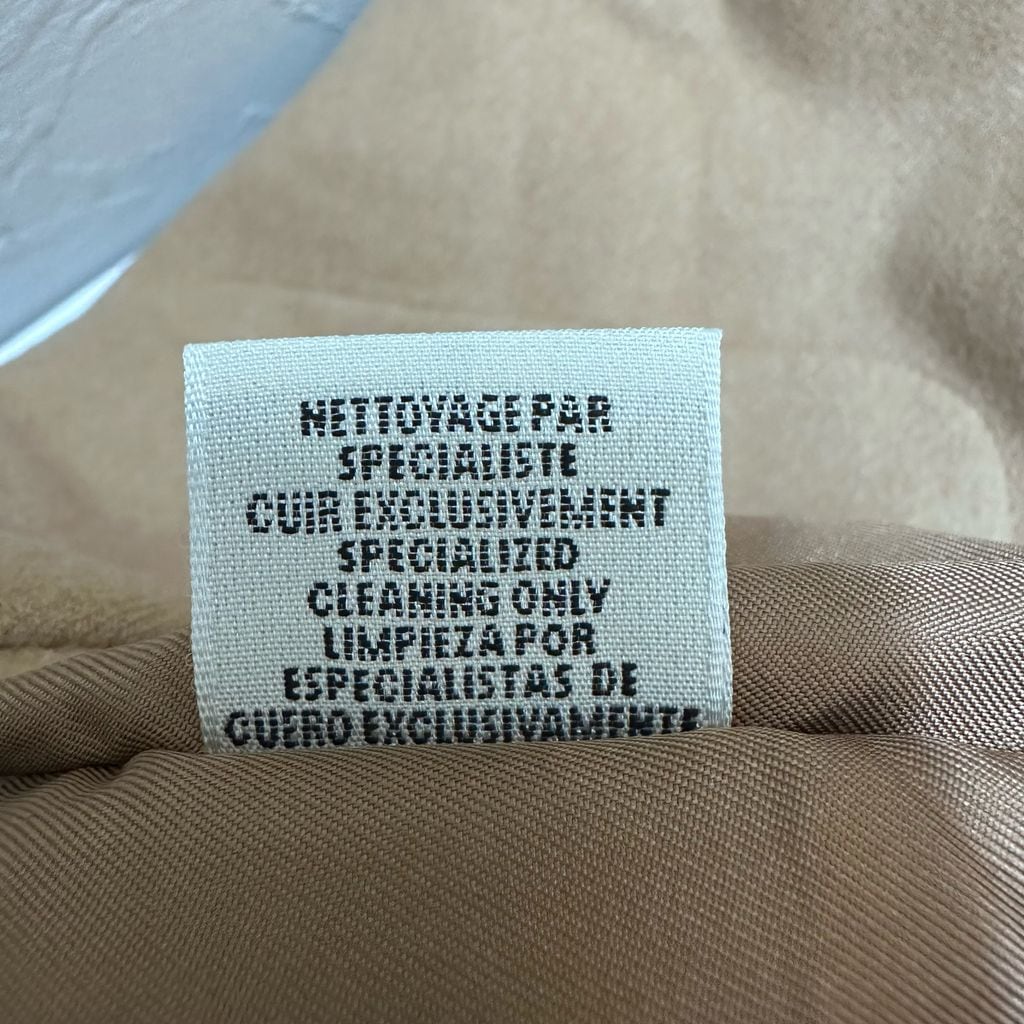 NETTOYAGE PAR
SPECIALISTE
CUIR EXCLUSIVEMENT
SPECIALIZED
CLEANING ONLY
LIMPIEZA POR
ESPECIALISTAS DE
CUERO EXCLUSIVAMENTE